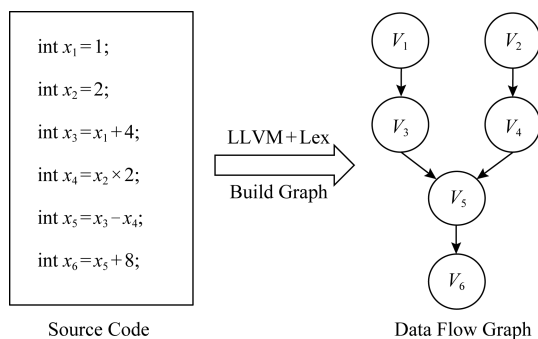 int x₁=1;
int x₂=2;
int x₃=x₁+4;
int x₄=x₂×2;
int x₅=x₃−x₄;
int x₆=x₅+8;
Source Code
LLVM+Lex
Build Graph
V₁
V₂
V₃
V₄
V₅
V₆
Data Flow Graph